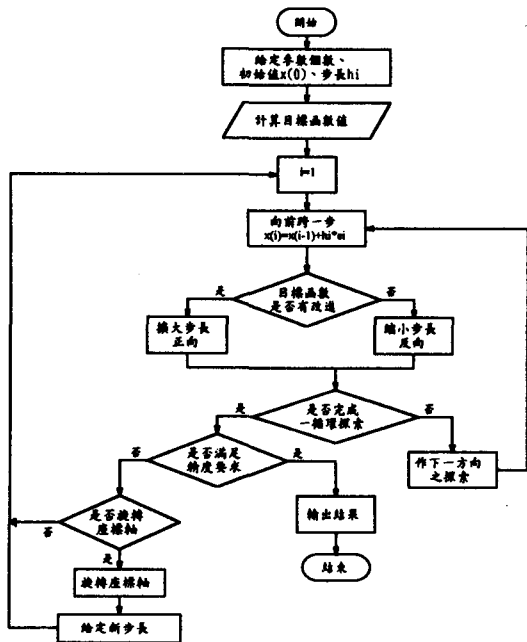 開始
給定參數個數、
初始值x(0)、步長hi
計算目標函數值
i=1
向前跨一步
x(i)=x(i-1)+hi*ei
目標函數
是否有改進
是
否
擴大步長
正向
縮小步長
反向
是否完成
一循環探索
是
否
是否滿足
精度要求
否
是
作下一方向
之探索
是否旋轉
座標軸
否
是
輸出結果
旋轉座標軸
結束
給定新步長